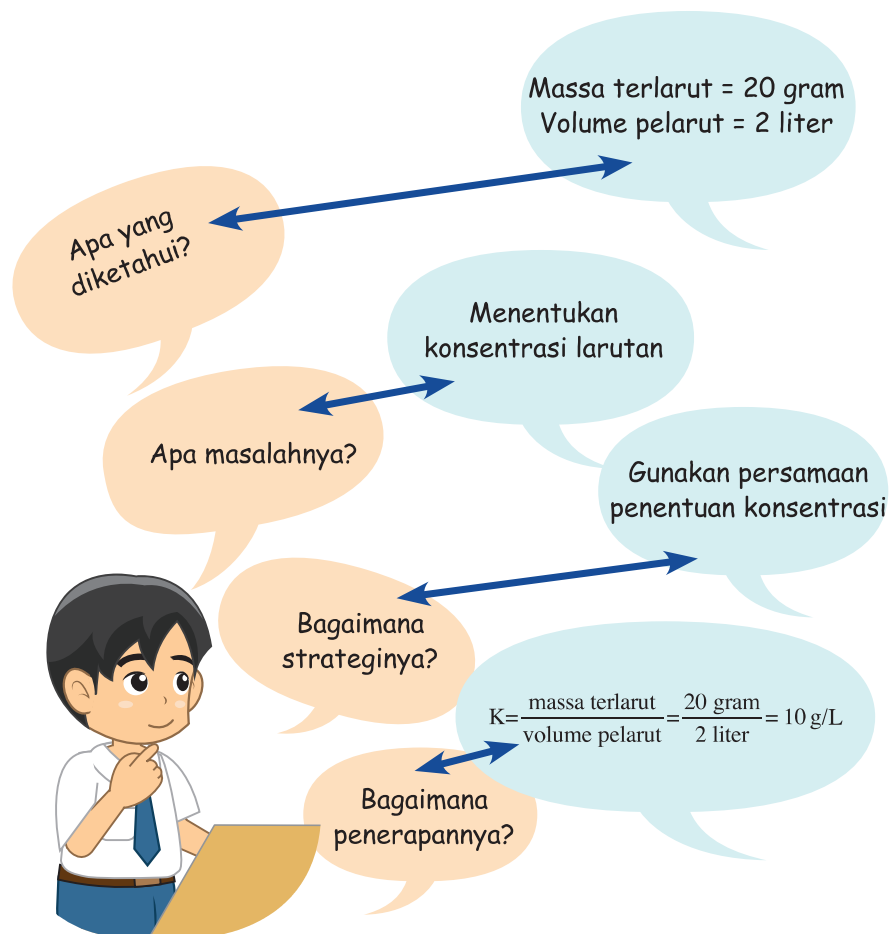 Massa terlarut = 20 gram
Volume pelarut = 2 liter
Apa yang
diketahui?
Menentukan
konsentrasi larutan
Apa masalahnya?
Gunakan persamaan
penentuan konsentrasi
Bagaimana
strateginya?
K= massa terlarut / volume pelarut = 20 gram / 2 liter = 10 g/L
Bagaimana
penerapannya?